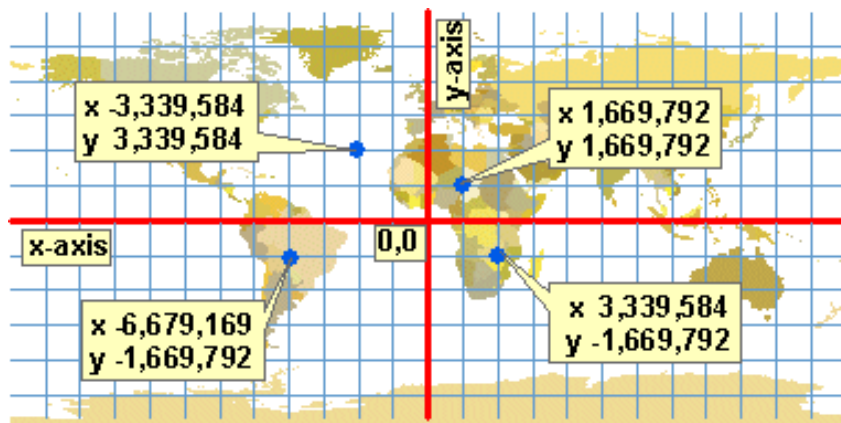 y-axis
x -3,339,584
y 3,339,584
x 1,669,792
y 1,669,792
x-axis
0,0
x -6,679,169
y -1,669,792
x 3,339,584
y -1,669,792